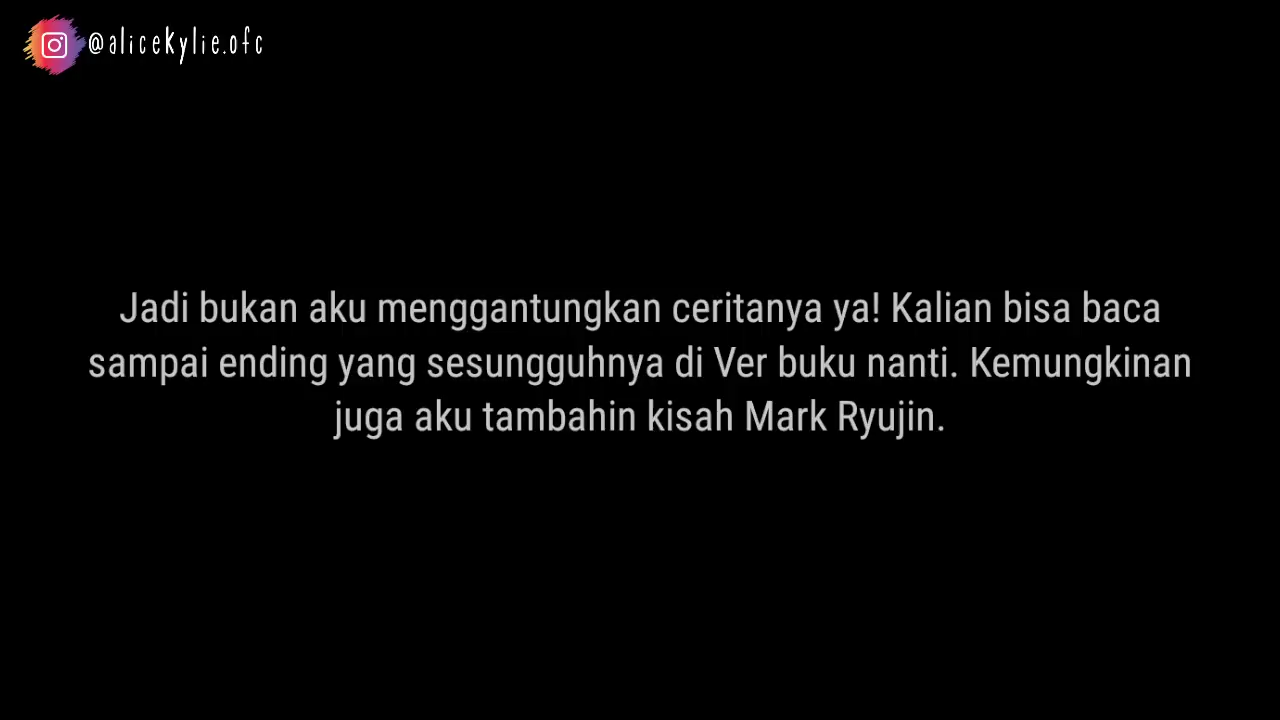 @alicekylie.ofc
Jadi bukan aku menggantungkan ceritanya ya! Kalian bisa baca
sampai ending yang sesungguhnya di Ver buku nanti. Kemungkinan
juga aku tambahin kisah Mark Ryujin.